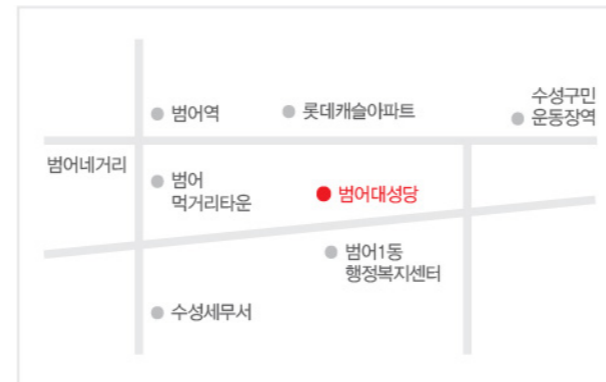 범어역
롯데캐슬아파트
수성구민
운동장역
범어네거리
범어
먹거리타운
범어대성당
범어1동
행정복지센터
수성세무서